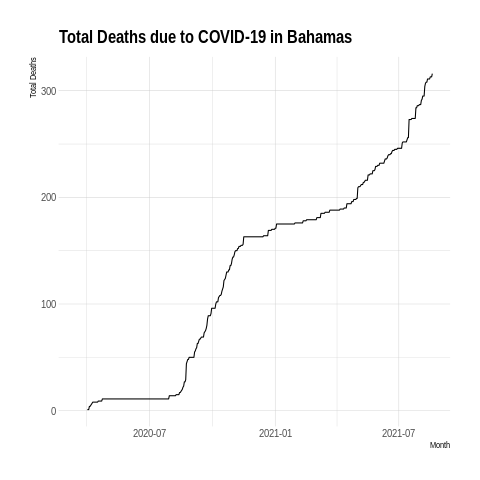 Total Deaths due to COVID-19 in Bahamas
Total Deaths
300
200
100
0
2020-07 2021-01 2021-07
Month